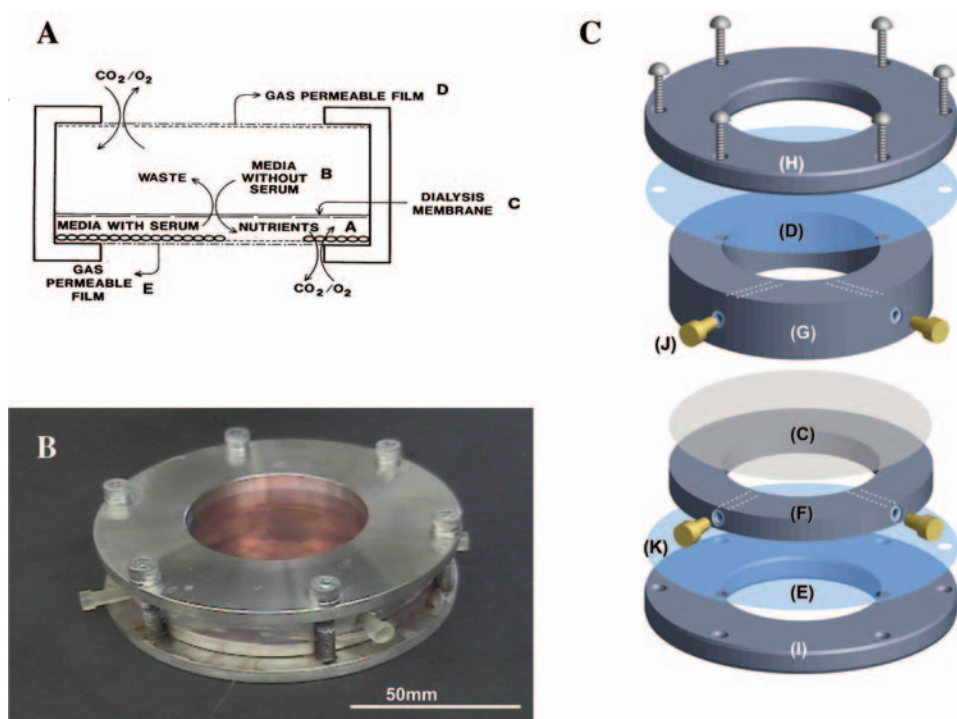 A
CO2/O2
GAS PERMEABLE FILM D
WASTE
MEDIA
WITHOUT B
SERUM
DIALYSIS
MEMBRANE C
MEDIA WITH SERUM NUTRIENTS A
GAS
PERMEABLE E
FILM
CO2/O2
B
50mm
C
(H)
(D)
(J)
(G)
(C)
(F)
(K)
(E)
(I)